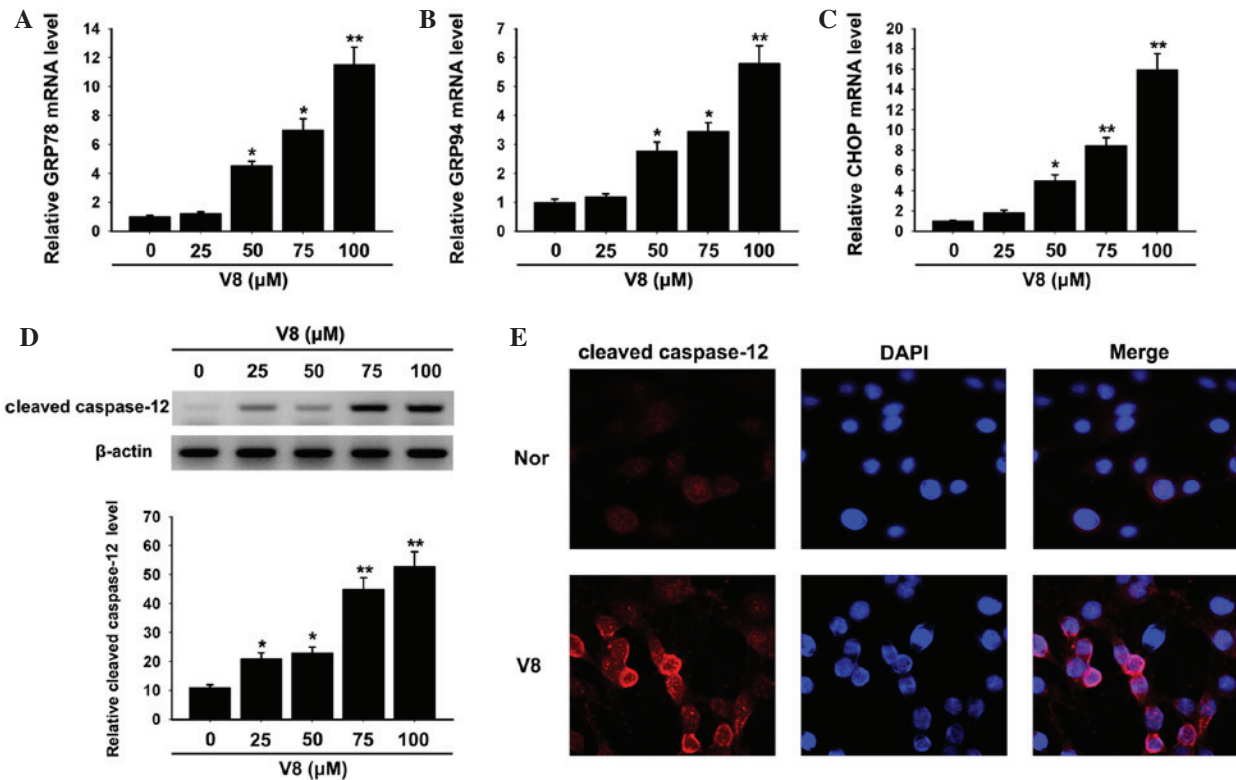 A
Relative GRP78 mRNA level
14
12
10
8
6
4
2
0
*
*
**
0 25 50 75 100
V8 (µM)
B
Relative GRP94 mRNA level
7
6
5
4
3
2
1
0
*
*
**
0 25 50 75 100
V8 (µM)
C
Relative CHOP mRNA level
20
18
16
14
12
10
8
6
4
2
0
*
**
**
0 25 50 75 100
V8 (µM)
D
V8 (µM)
0 25 50 75 100
cleaved caspase-12
β-actin
Relative cleaved caspase-12 level
70
60
50
40
30
20
10
0
*
*
**
**
0 25 50 75 100
V8 (µM)
E
cleaved caspase-12 DAPI Merge
Nor
V8